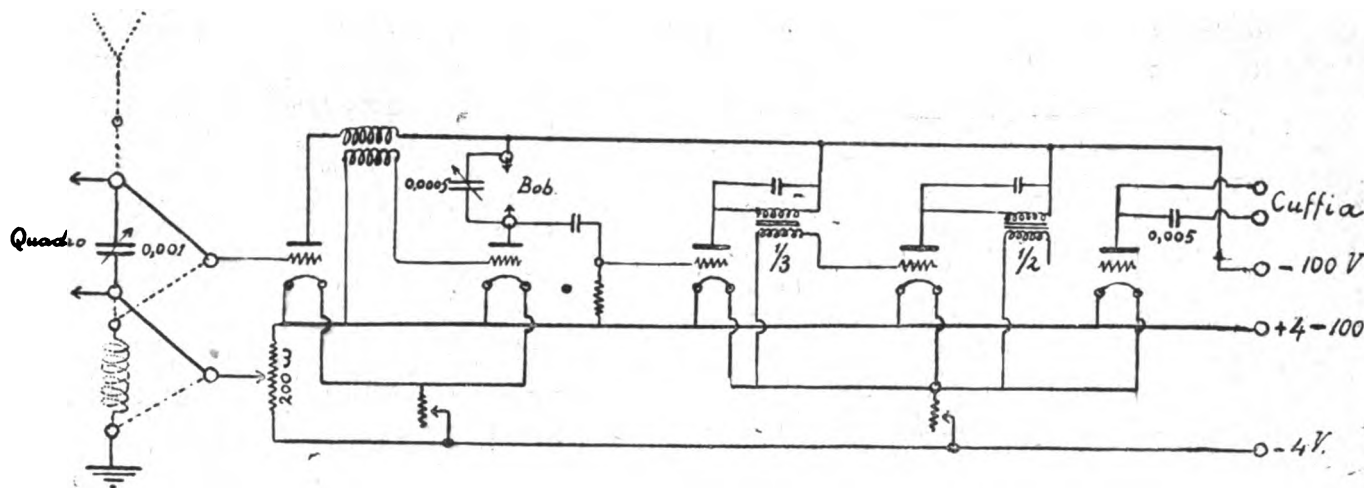 Quadro
0,001
200 ω
0,0005
Bob.
1/3
1/2
0,005
Cuffia
- 100 V
+ 4 - 100
- 4 V.